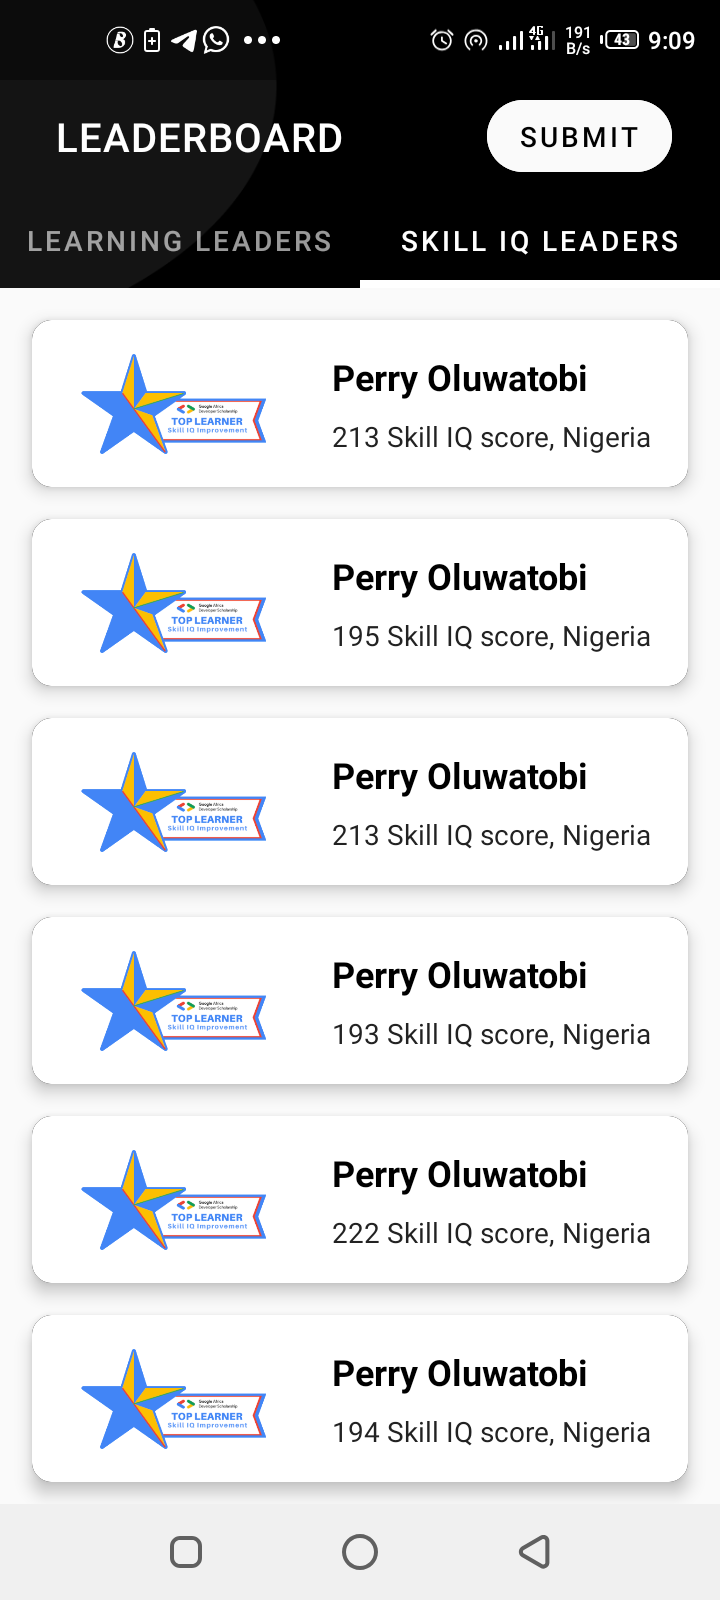 4G
191
B/s
43
9:09
LEADERBOARD
SUBMIT
LEARNING LEADERS
SKILL IQ LEADERS
Perry Oluwatobi
Google Africa
Developer Scholarship
TOP LEARNER
Skill IQ Improvement
213 Skill IQ score, Nigeria
Perry Oluwatobi
Google Africa
Developer Scholarship
TOP LEARNER
Skill IQ Improvement
195 Skill IQ score, Nigeria
Perry Oluwatobi
Google Africa
Developer Scholarship
TOP LEARNER
Skill IQ Improvement
213 Skill IQ score, Nigeria
Perry Oluwatobi
Google Africa
Developer Scholarship
TOP LEARNER
Skill IQ Improvement
193 Skill IQ score, Nigeria
Perry Oluwatobi
Google Africa
Developer Scholarship
TOP LEARNER
Skill IQ Improvement
222 Skill IQ score, Nigeria
Perry Oluwatobi
Google Africa
Developer Scholarship
TOP LEARNER
Skill IQ Improvement
194 Skill IQ score, Nigeria